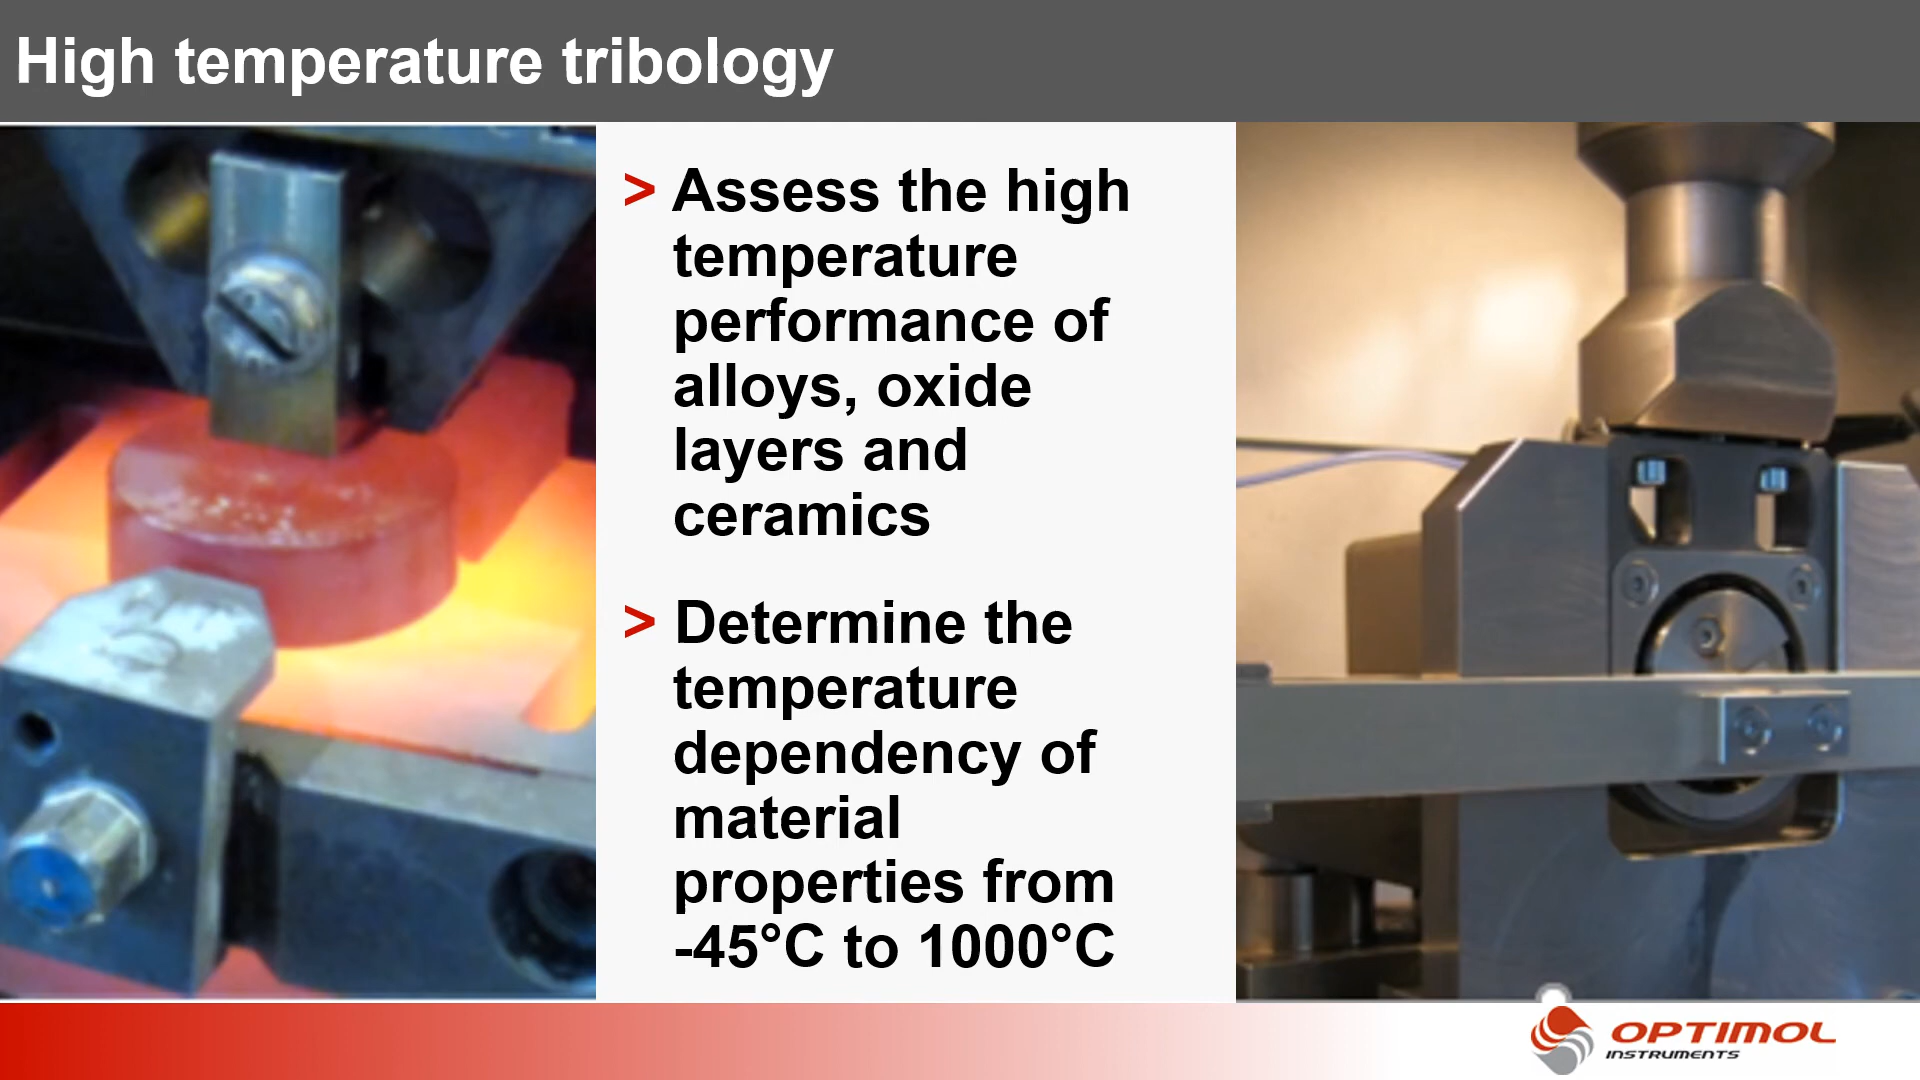 High temperature tribology
> Assess the high
temperature
performance of
alloys, oxide
layers and
ceramics
> Determine the
temperature
dependency of
material
properties from
-45°C to 1000°C
OPTIMOL
INSTRUMENTS